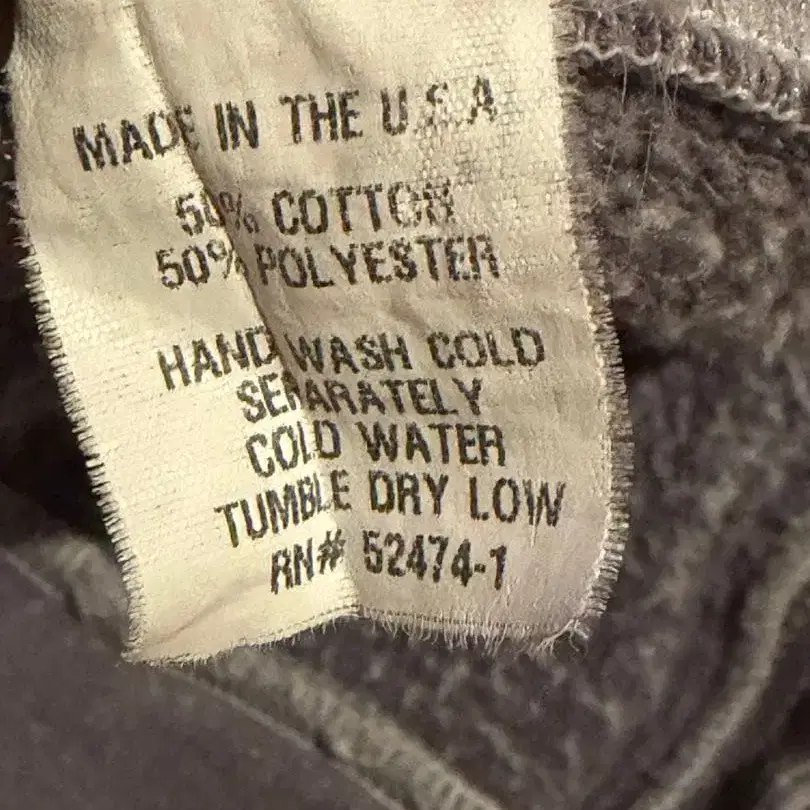 MADE IN THE U.S.A
50% COTTON
50% POLYESTER
HAND WASH COLD
SEPARATELY
COLD WATER
TUMBLE DRY LOW
RN# 52474-1